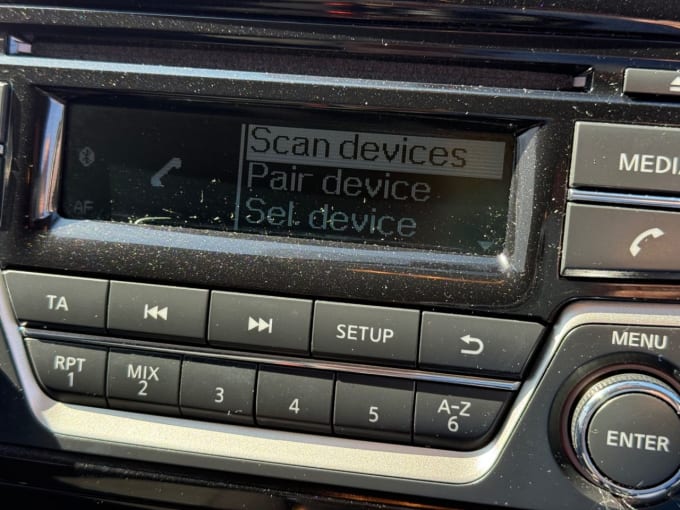 Scan devices
Pair device
Sel. device
AF
MEDI
TA
SETUP
MENU
RPT
1
MIX
2
3
4
5
A-Z
6
ENTER